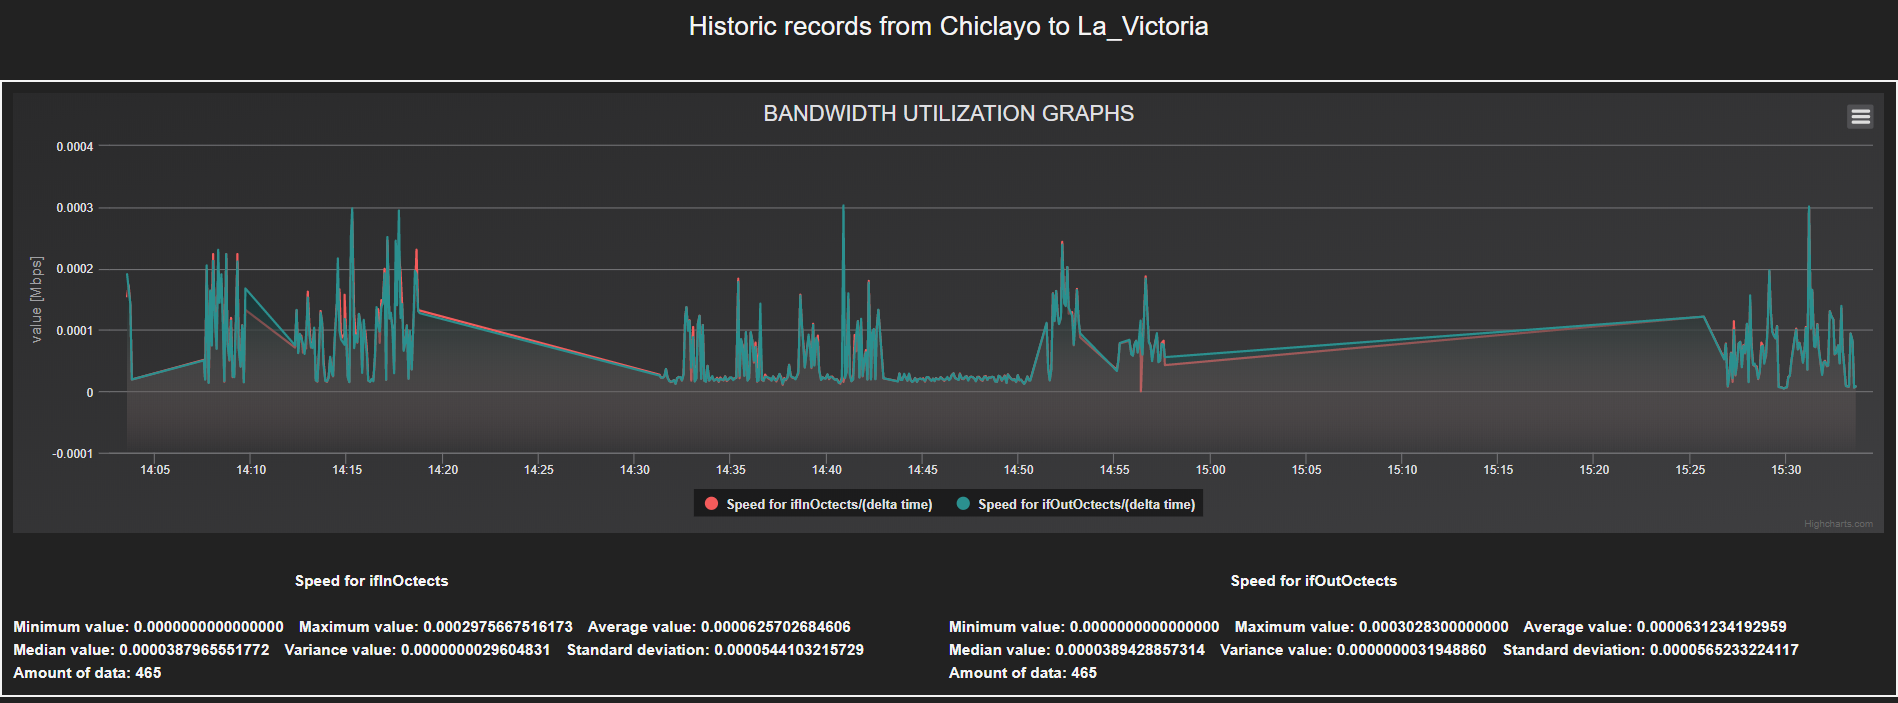 Historic records from Chiclayo to La_Victoria
BANDWIDTH UTILIZATION GRAPHS
value [Mbps]
0.0004
0.0003
0.0002
0.0001
0
-0.0001
14:05 14:10 14:15 14:20 14:25 14:30 14:35 14:40 14:45 14:50 14:55 15:00 15:05 15:10 15:15 15:20 15:25 15:30
Speed for ifInOctects/(delta time) Speed for ifOutOctects/(delta time)
Highcharts.com
Speed for ifInOctects
Minimum value: 0.0000000000000000 Maximum value: 0.0002975667516173 Average value: 0.0000625702684606
Median value: 0.0000387965551772 Variance value: 0.0000000029604831 Standard deviation: 0.0000544103215729
Amount of data: 465
Speed for ifOutOctects
Minimum value: 0.0000000000000000 Maximum value: 0.0003028300000000 Average value: 0.0000631234192959
Median value: 0.0000389428857314 Variance value: 0.0000000031948860 Standard deviation: 0.0000565233224117
Amount of data: 465